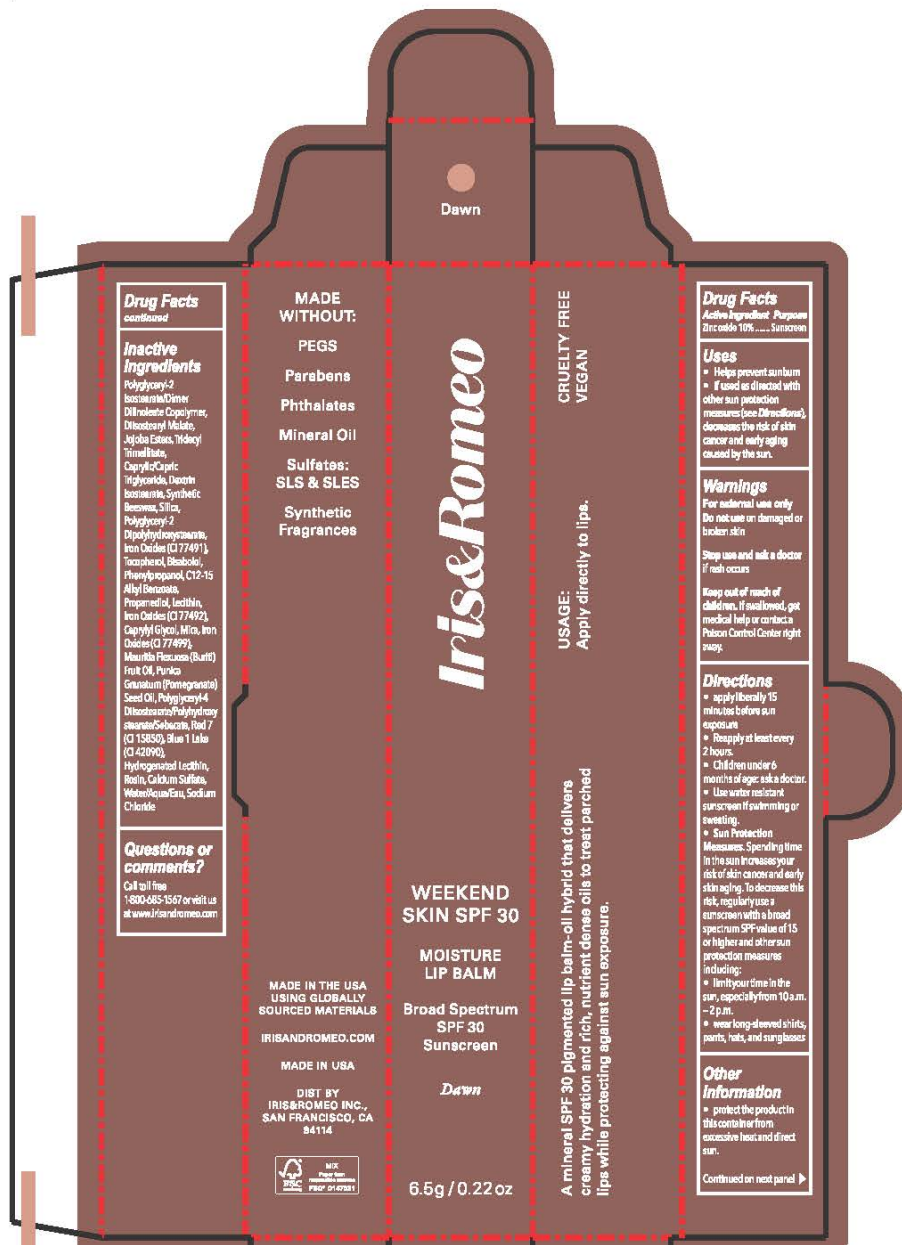 Dawn
Drug Facts
continued
Inactive
Ingredients
Polyglyceryl-2
Isostearate/Dimer
Dilinoleate Copolymer,
Diisostearyl Malate,
Jojoba Esters, Tridecyl
Trimellitate,
Caprylic/Capric
Triglyceride, Dextrin
Isostearate, Synthetic
Beeswax, Silica,
Polyglyceryl-2
Dipolyhydroxystearate,
Iron Oxides (CI 77491),
Tocopherol, Bisabolol,
Phenylpropanol, C12-15
Alkyl Benzoate,
Propanediol, Lecithin,
Iron Oxides (CI 77492),
Caprylyl Glycol, Mica, Iron
Oxides (CI 77499),
Mauritia Flexuosa (Buriti)
Fruit Oil, Punica
Granatum (Pomegranate)
Seed Oil, Polyglyceryl-4
Diisostearate/Polyhydroxy
stearate/Sebacate, Red 7
(CI 15850), Blue 1 Lake
(CI 42090),
Hydrogenated Lecithin,
Rosin, Calcium Sulfate,
Water/Aqua/Eau, Sodium
Chloride
Questions or
comments?
Call toll free
1-800-685-1567 or visit us
at www.irisandromeo.com
MADE
WITHOUT:
PEGS
Parabens
Phthalates
Mineral Oil
Sulfates:
SLS & SLES
Synthetic
Fragrances
MADE IN THE USA
USING GLOBALLY
SOURCED MATERIALS
IRISANDROMEO.COM
MADE IN USA
DIST BY
IRIS&ROMEO INC.,
SAN FRANCISCO, CA
94114
FSC
MIX
Paper from
responsible sources
Iris&Romeo
WEEKEND
SKIN SPF 30
MOISTURE
LIP BALM
Broad Spectrum
SPF 30
Sunscreen
Dawn
6.5g / 0.22 oz
A mineral SPF 30 pigmented lip balm-oil hybrid that delivers
creamy hydration and rich, nutrient dense oils to treat parched
lips while protecting against sun exposure.
USAGE:
Apply directly to lips.
CRUELTY FREE
VEGAN
Drug Facts
Active Ingredient Purpose
Zinc oxide 10% ...... Sunscreen
Uses
• Helps prevent sunburn
• If used as directed with
other sun protection
measures (see Directions),
decreases the risk of skin
cancer and early aging
caused by the sun.
Warnings
For external use only
Do not use on damaged or
broken skin
Stop use and ask a doctor
if rash occurs
Keep out of reach of
children. If swallowed, get
medical help or contact a
Poison Control Center right
away.
Directions
• apply liberally 15
minutes before sun
exposure
• Reapply at least every
2 hours.
• Children under 6
months of age: ask a doctor.
• Use water resistant
sunscreen if swimming or
sweating.
• Sun Protection
Measures. Spending time
in the sun increases your
risk of skin cancer and early
skin aging. To decrease this
risk, regularly use a
sunscreen with a broad
spectrum SPF value of 15
or higher and other sun
protection measures
including:
• limit your time in the
sun, especially from 10 a.m.
– 2 p.m.
• wear long-sleeved shirts,
pants, hats, and sunglasses
Other
information
• protect the product in
this container from
excessive heat and direct
sun.
Continued on next panel